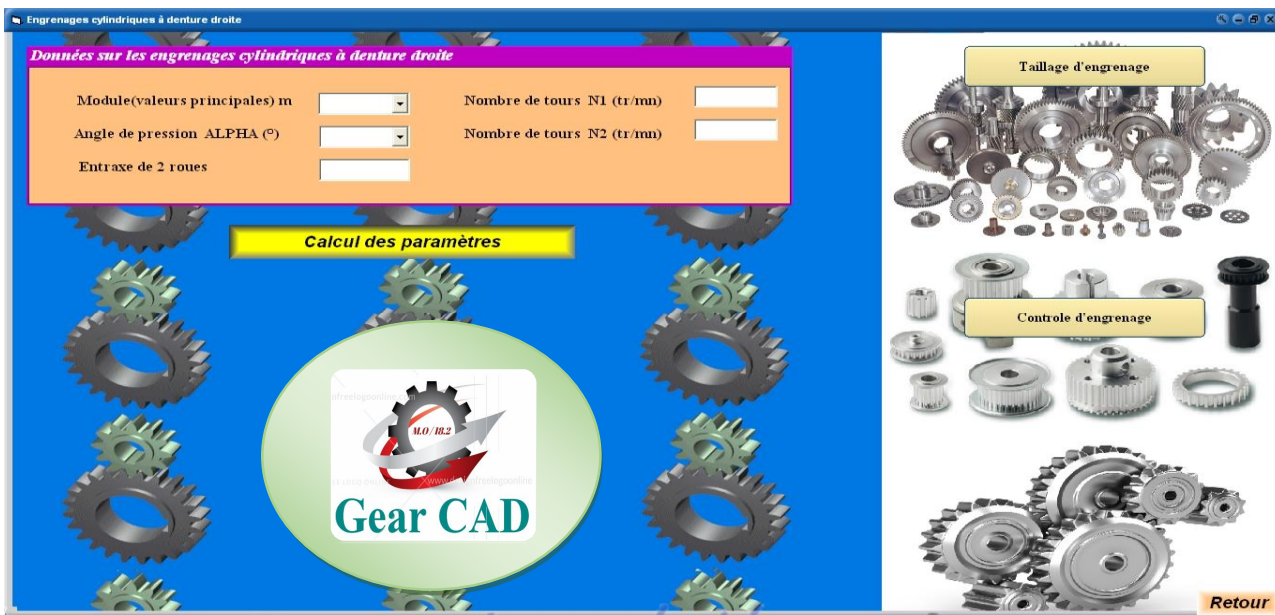 Engrenages cylindriques à denture droite
Données sur les engrenages cylindriques à denture droite
Module(valeurs principales) m
Nombre de tours N1 (tr/mn)
Angle de pression ALPHA (°)
Nombre de tours N2 (tr/mn)
Entraxe de 2 roues
Calcul des paramètres
Taillage d'engrenage
Controle d'engrenage
M.O/18.2
Gear CAD
Retour